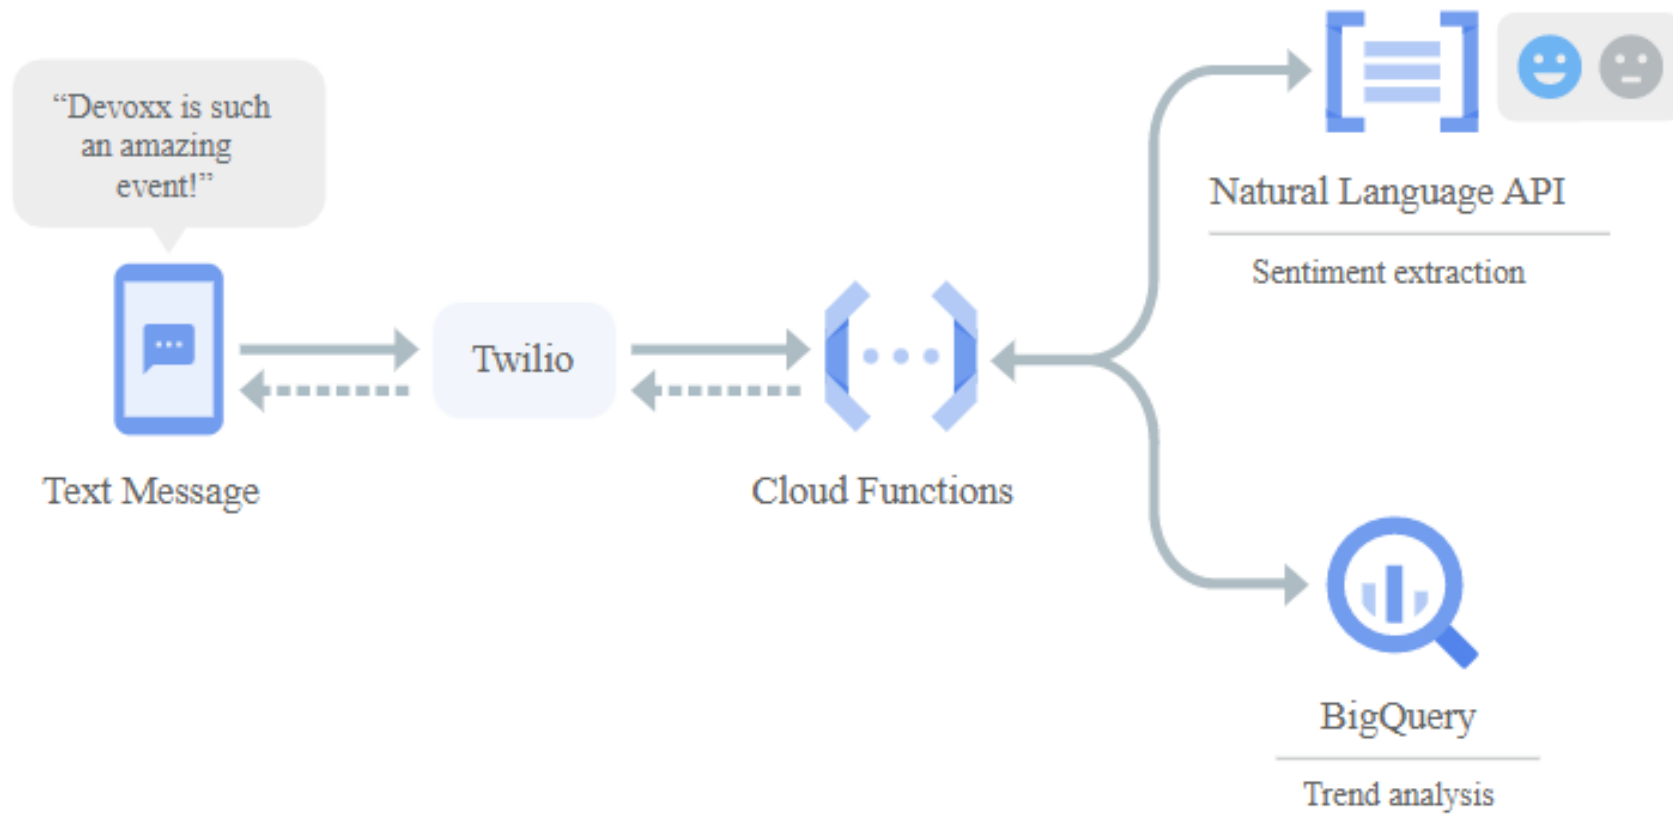 “Devoxx is such
an amazing
event!”
Text Message
Twilio
Cloud Functions
Natural Language API
Sentiment extraction
BigQuery
Trend analysis